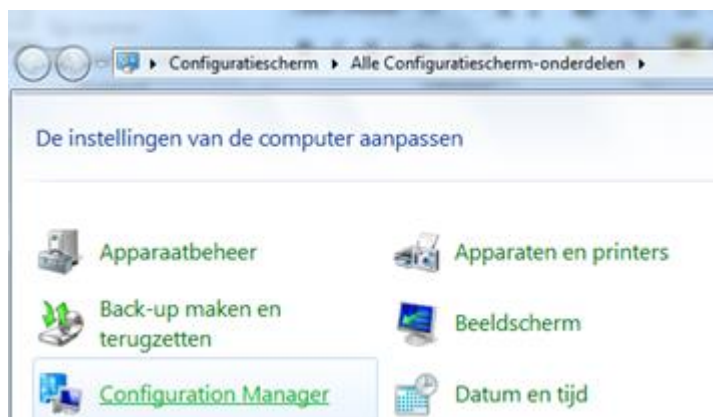 Configuratiescherm Alle Configuratiescherm-onderdelen
De instellingen van de computer aanpassen
Apparaatbeheer
Apparaten en printers
Back-up maken en
terugzetten
Beeldscherm
Configuration Manager
Datum en tijd